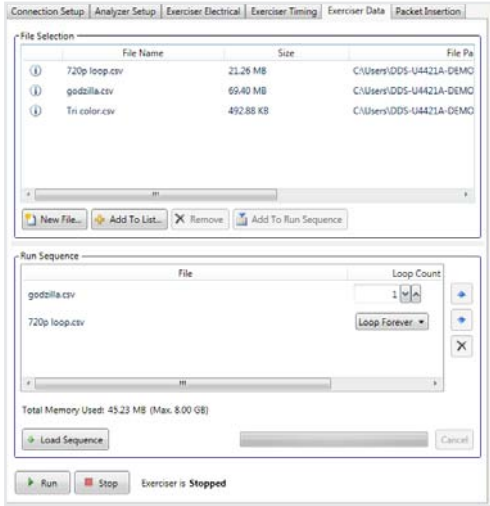 Connection Setup Analyzer Setup Exerciser Electrical Exerciser Timing Exerciser Data Packet Insertion
File Selection
File Name Size File Pa
720p loop.csv 21.26 MB C:\Users\DDS-U4421A-DEMO
godzilla.csv 69.40 MB C:\Users\DDS-U4421A-DEMO
Tri color.csv 492.88 KB C:\Users\DDS-U4421A-DEMO
New File... Add To List... Remove Add To Run Sequence
Run Sequence
File Loop Count
godzilla.csv 1
720p loop.csv Loop Forever
Total Memory Used: 45.23 MB (Max. 8.00 GB)
Load Sequence Cancel
Run Stop Exerciser is Stopped